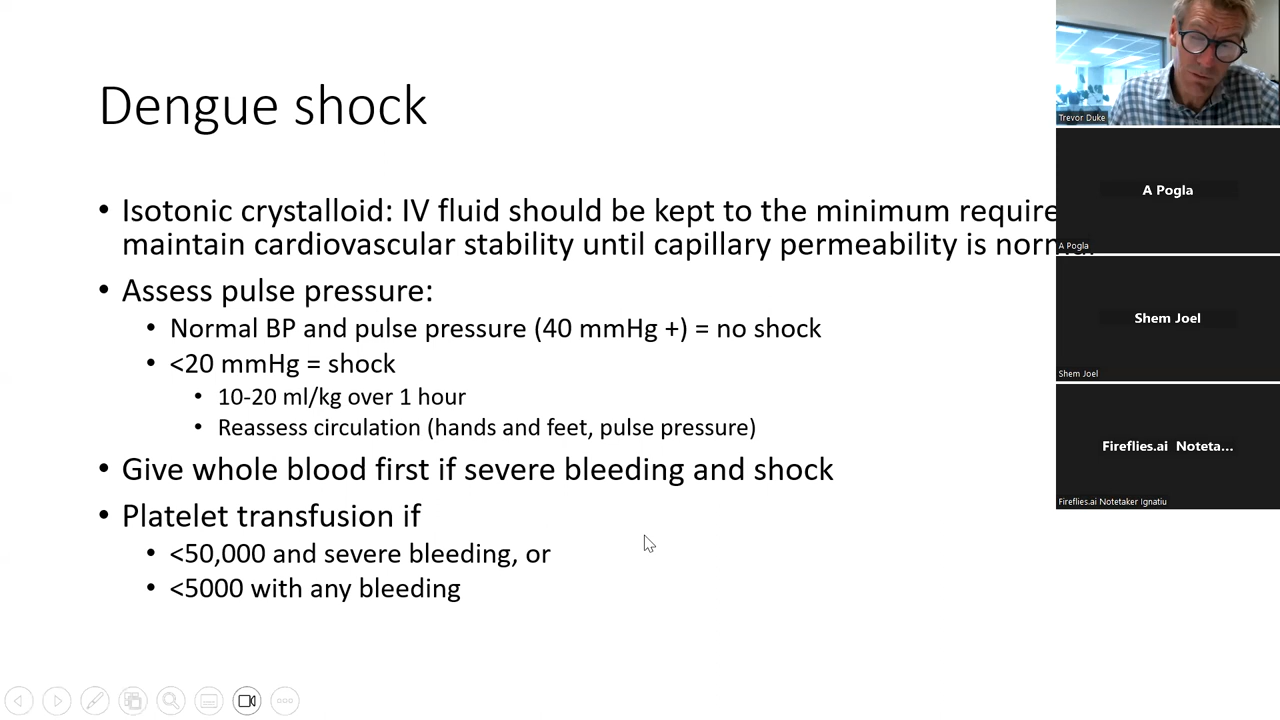 Dengue shock
• Isotonic crystalloid: IV fluid should be kept to the minimum require
maintain cardiovascular stability until capillary permeability is
• Assess pulse pressure:
• Normal BP and pulse pressure (40 mmHg +) = no shock
• <20 mmHg = shock
• 10-20 ml/kg over 1 hour
• Reassess circulation (hands and feet, pulse pressure)
• Give whole blood first if severe bleeding and shock
• Platelet transfusion if
• <50,000 and severe bleeding, or
• <5000 with any bleeding
Trevor Duke
A Pogla
A Pogla
Shem Joel
Shem Joel
Fireflies.ai Noteta...
Fireflies.ai Notetaker Ignatiu